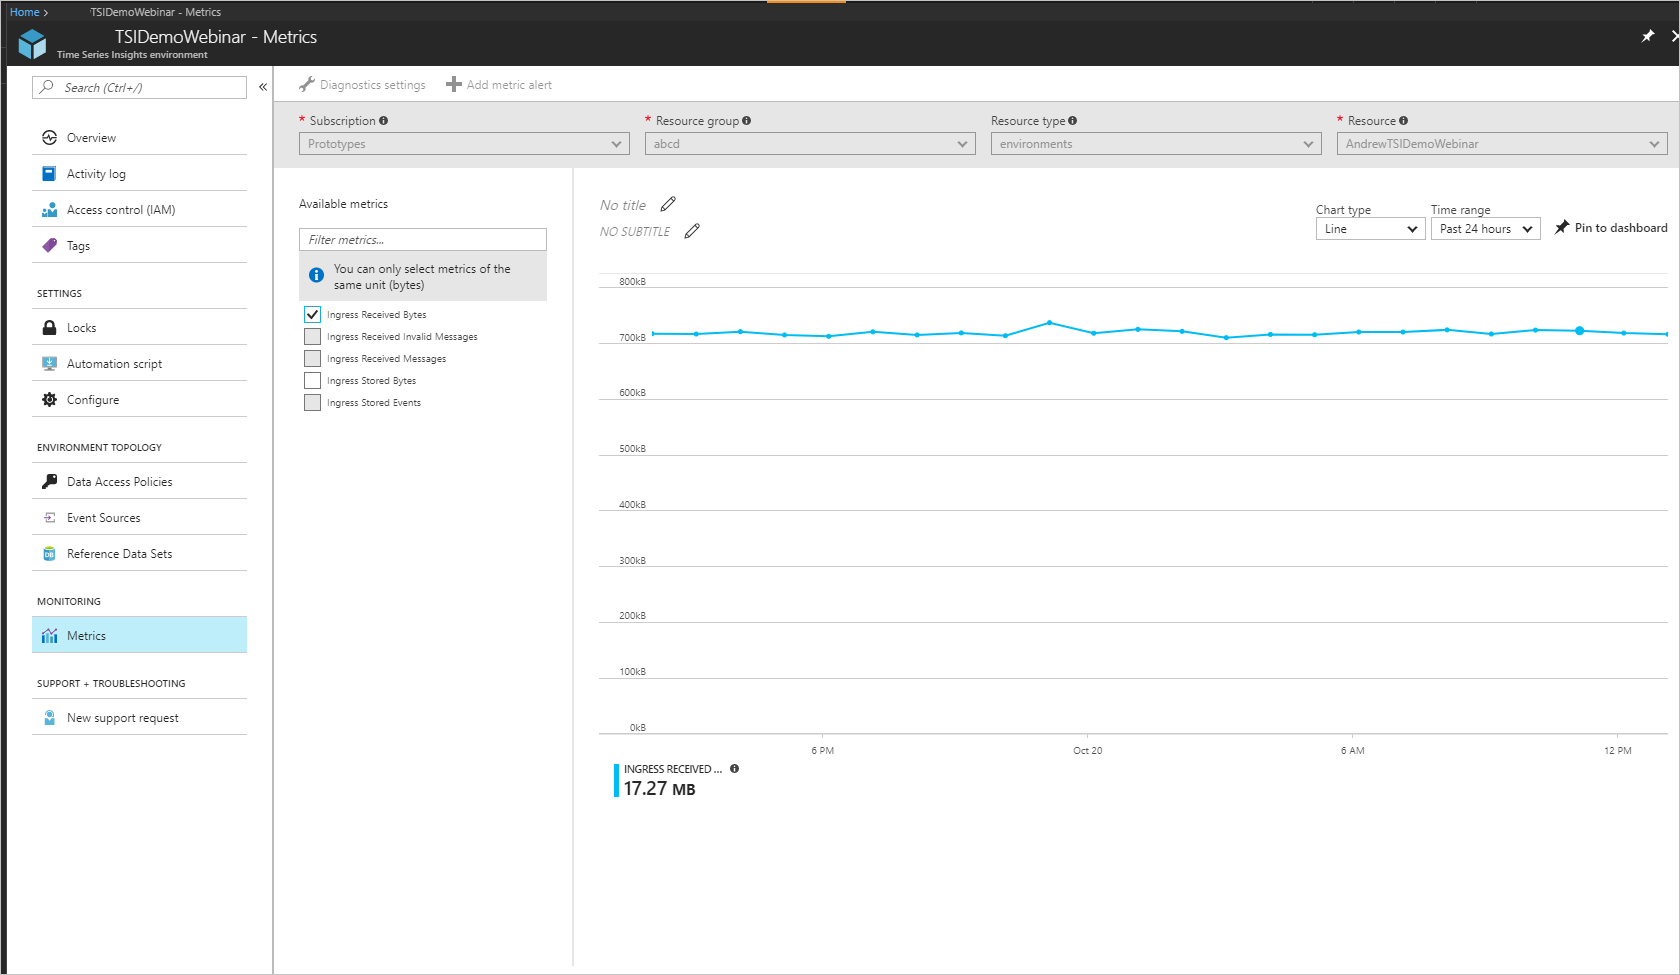 Home >
TSIDemoWebinar - Metrics
TSIDemoWebinar - Metrics
Time Series Insights environment
Search (Ctrl+/)
«
Overview
Activity log
Access control (IAM)
Tags
SETTINGS
Locks
Automation script
Configure
ENVIRONMENT TOPOLOGY
Data Access Policies
Event Sources
Reference Data Sets
MONITORING
Metrics
SUPPORT + TROUBLESHOOTING
New support request
Diagnostics settings
Add metric alert
* Subscription
Prototypes
* Resource group
abcd
Resource type
environments
* Resource
AndrewTSIDemoWebinar
Available metrics
Filter metrics...
You can only select metrics of the
same unit (bytes)
Ingress Received Bytes
Ingress Received Invalid Messages
Ingress Received Messages
Ingress Stored Bytes
Ingress Stored Events
No title
NO SUBTITLE
Chart type
Line
Time range
Past 24 hours
Pin to dashboard
800kB
700kB
600kB
500kB
400kB
300kB
200kB
100kB
0kB
6 PM
Oct 20
6 AM
12 PM
INGRESS RECEIVED ...
17.27 MB